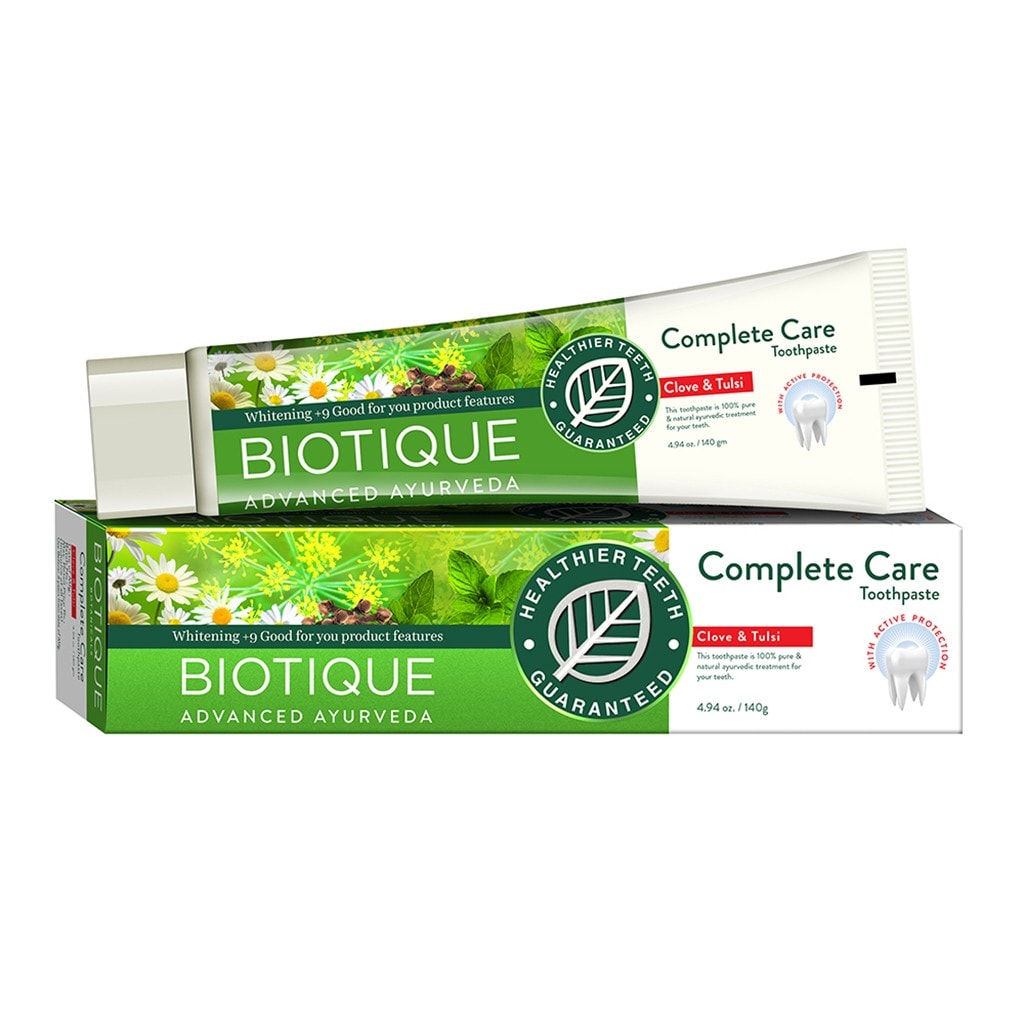 Complete Care
Toothpaste
Clove & Tulsi
This toothpaste is 100% pure
& natural ayurvedic treatment
for your teeth.
4.94 oz. / 140 gm
WITH ACTIVE PROTECTION
HEALTHIER TEETH
GUARANTEED
Whitening +9 Good for you product features
BIOTIQUE
ADVANCED AYURVEDA
Complete Care
Toothpaste
Clove & Tulsi
This toothpaste is 100% pure &
natural ayurvedic treatment for
your teeth.
4.94 oz. / 140g
WITH ACTIVE PROTECTION
HEALTHIER TEETH
GUARANTEED
Whitening +9 Good for you product features
BIOTIQUE
ADVANCED AYURVEDA
BIOTIQUE
Complete Care